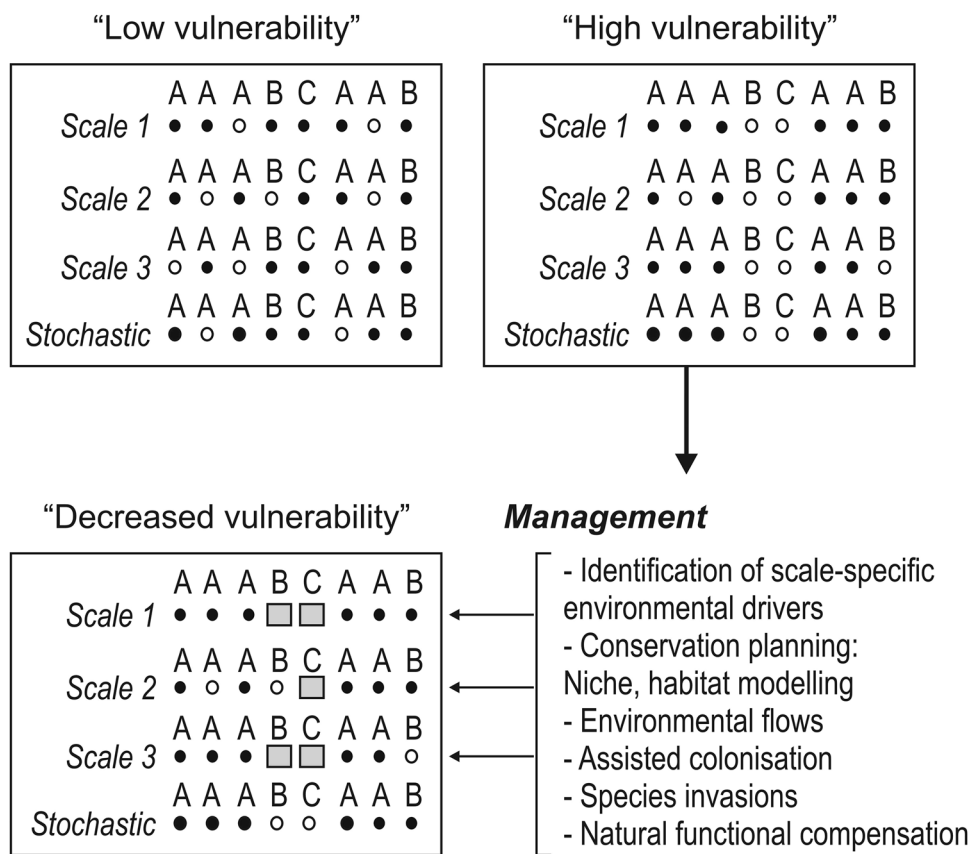 “Low vulnerability”
A A A B C A A B
Scale 1
A A A B C A A B
Scale 2
A A A B C A A B
Scale 3
A A A B C A A B
Stochastic
“High vulnerability”
A A A B C A A B
Scale 1
A A A B C A A B
Scale 2
A A A B C A A B
Scale 3
A A A B C A A B
Stochastic
“Decreased vulnerability”
A A A B C A A B
Scale 1
A A A B C A A B
Scale 2
A A A B C A A B
Scale 3
A A A B C A A B
Stochastic
Management
- Identification of scale-specific
environmental drivers
- Conservation planning:
Niche, habitat modelling
- Environmental flows
- Assisted colonisation
- Species invasions
- Natural functional compensation